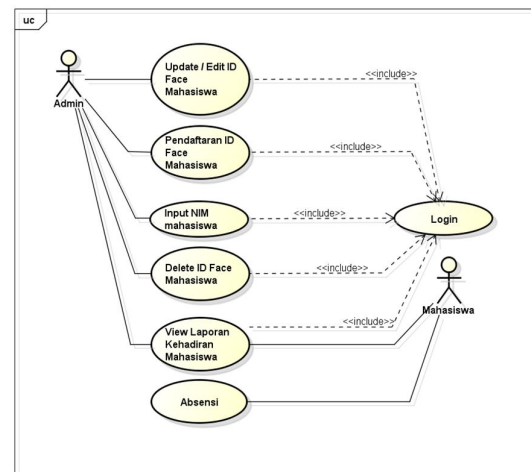 uc
Update / Edit ID
Face
Mahasiswa
<<include>>
Admin
Pendaftaran ID
Face
Mahasiswa
<<include>>
Input NIM
mahasiswa
<<include>>
Login
Delete ID Face
Mahasiswa
<<include>>
Mahasiswa
View Laporan
Kehadiran
Mahasiswa
<<include>>
Absensi